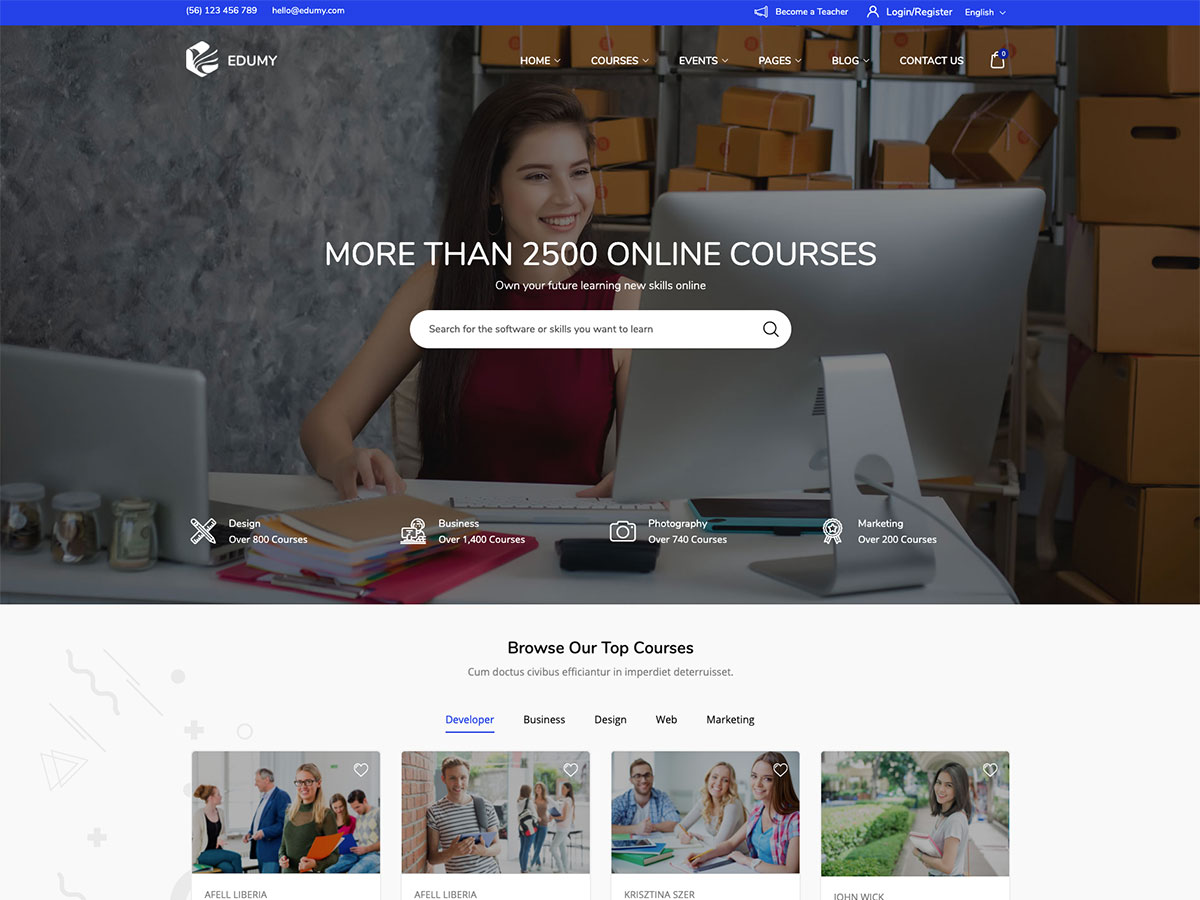 (56) 123 456 789 hello@edumy.com Become a Teacher Login/Register English
EDUMY HOME COURSES EVENTS PAGES BLOG CONTACT US 0
MORE THAN 2500 ONLINE COURSES
Own your future learning new skills online
Search for the software or skills you want to learn
Design Business Photography Marketing
Over 800 Courses Over 1,400 Courses Over 740 Courses Over 200 Courses
Browse Our Top Courses
Cum doctus civibus efficiantur in imperdiet deterruisset.
Developer Business Design Web Marketing
AFELL LIBERIA AFELL LIBERIA KRISZTINA SZER JOHN WICK